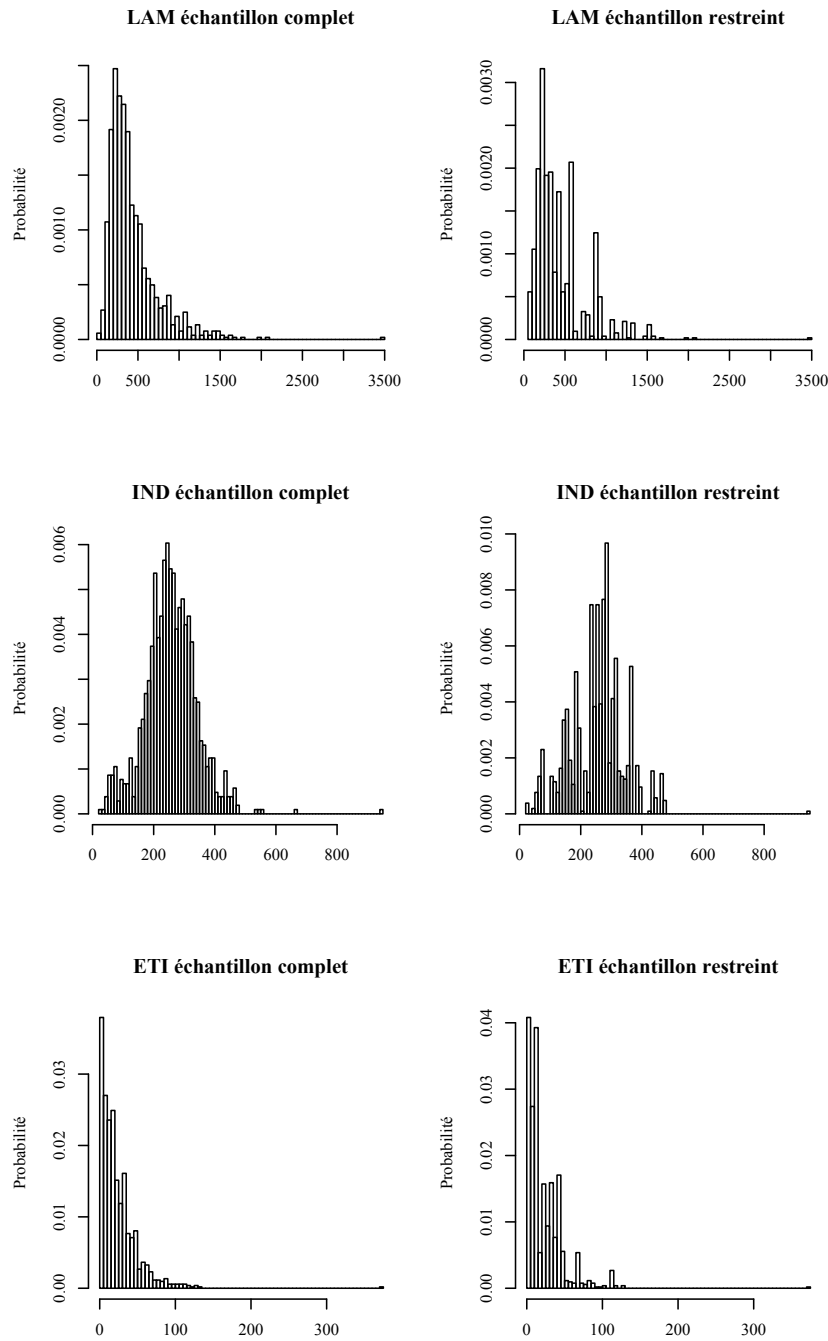 LAM échantillon complet
LAM échantillon restreint
Probabilité
0.0000 0.0010 0.0020
0 500 1500 2500 3500
Probabilité
0.0000 0.0010 0.0020 0.0030
0 500 1500 2500 3500
IND échantillon complet
IND échantillon restreint
Probabilité
0.000 0.002 0.004 0.006
0 200 400 600 800
Probabilité
0.000 0.002 0.004 0.006 0.008 0.010
0 200 400 600 800
ETI échantillon complet
ETI échantillon restreint
Probabilité
0.00 0.01 0.02 0.03
0 100 200 300
Probabilité
0.00 0.01 0.02 0.03 0.04
0 100 200 300